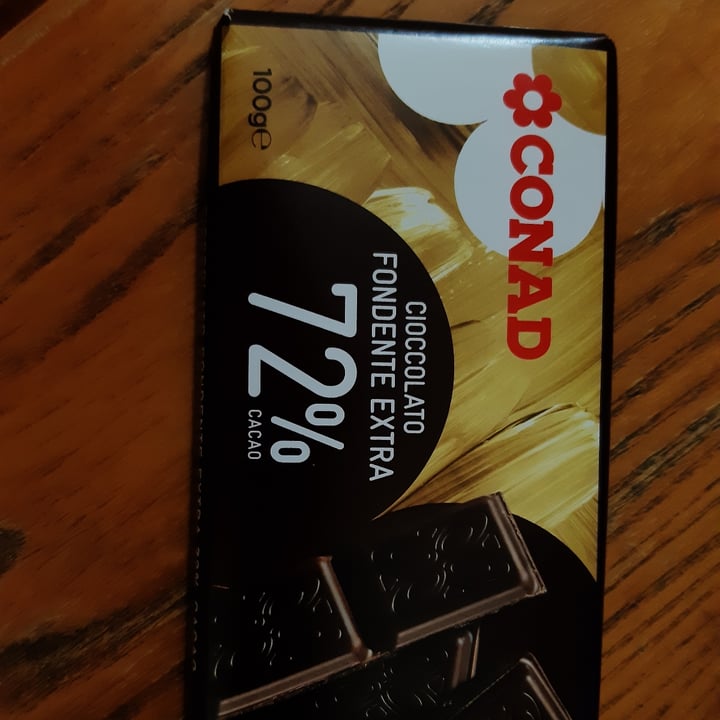 CONAD
100g℮
CIOCCOLATO
FONDENTE EXTRA
72%
CACAO